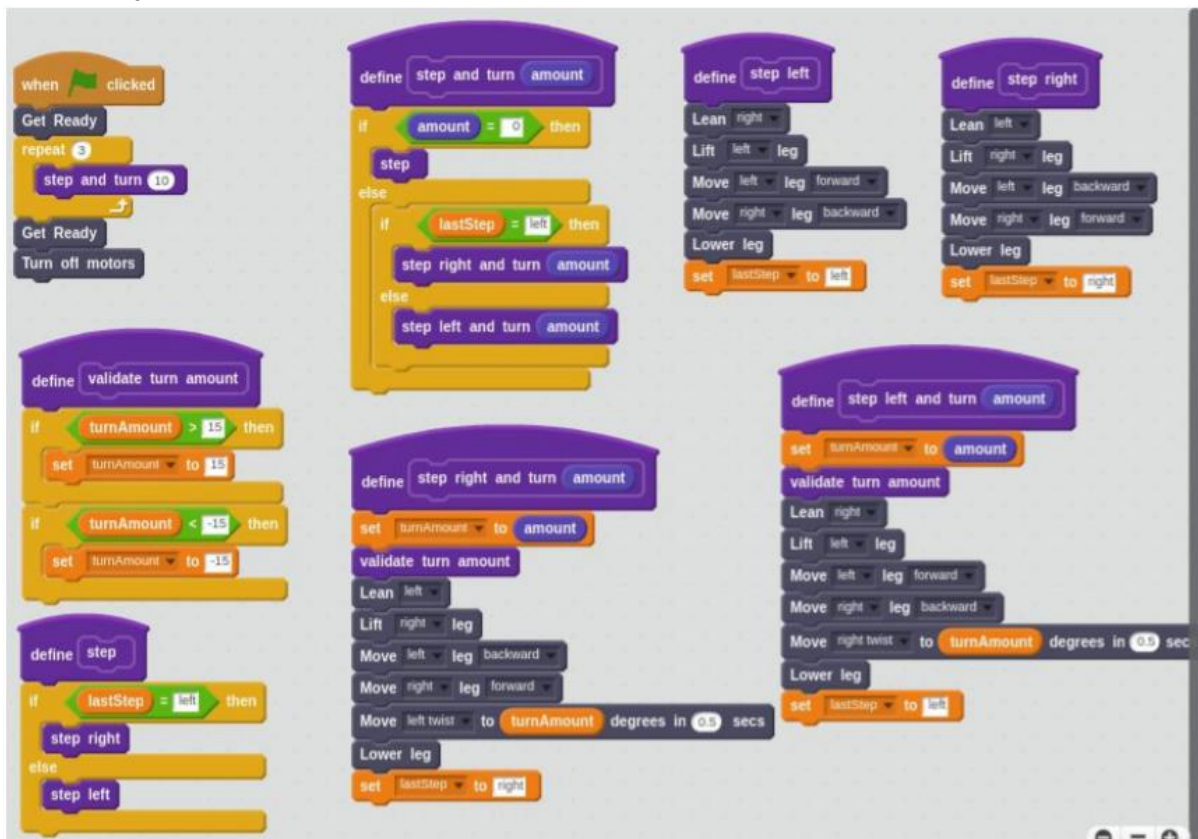 when clicked
Get Ready
repeat 3
step and turn 10
Get Ready
Turn off motors
define validate turn amount
if turnAmount > 15 then
set turnAmount to 15
if turnAmount < -15 then
set turnAmount to -15
define step
if lastStep = left then
step right
else
step left
define step and turn amount
if amount = 0 then
step
else
if lastStep = left then
step right and turn amount
else
step left and turn amount
define step right and turn amount
set turnAmount to amount
validate turn amount
Lean left
Lift right leg
Move left leg backward
Move right leg forward
Move left twist to turnAmount degrees in 0.5 secs
Lower leg
set lastStep to right
define step left
Lean right
Lift left leg
Move left leg forward
Move right leg backward
Lower leg
set lastStep to left
define step right
Lean left
Lift right leg
Move left leg backward
Move right leg forward
Lower leg
set lastStep to right
define step left and turn amount
set turnAmount to amount
validate turn amount
Lean right
Lift left leg
Move left leg forward
Move right leg backward
Move right twist to turnAmount degrees in 0.5 sec
Lower leg
set lastStep to left